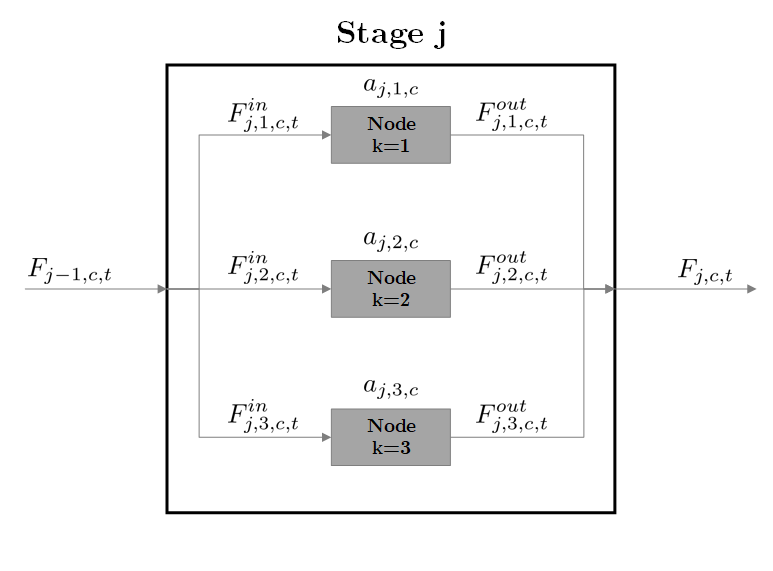 Stage j
a_{j,1,c}
F^{in}_{j,1,c,t}
Node
k=1
F^{out}_{j,1,c,t}
a_{j,2,c}
F_{j−1,c,t}
F^{in}_{j,2,c,t}
Node
k=2
F^{out}_{j,2,c,t}
F_{j,c,t}
a_{j,3,c}
F^{in}_{j,3,c,t}
Node
k=3
F^{out}_{j,3,c,t}